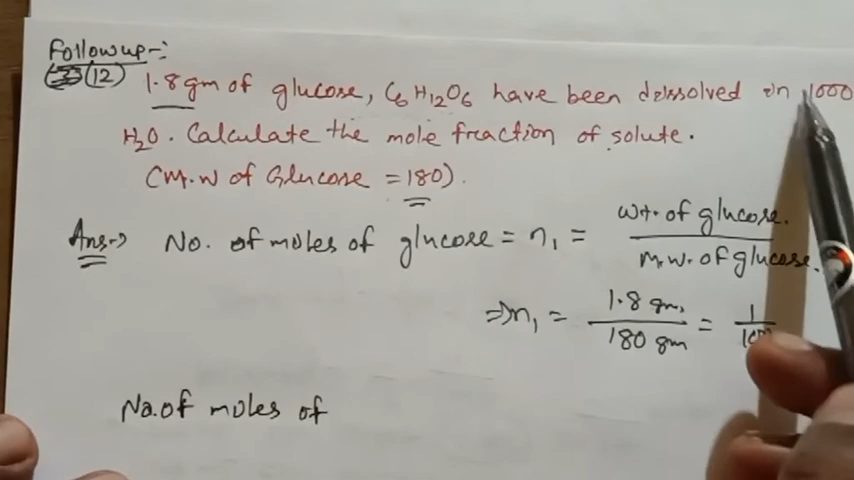 Followup-:
(12) 1.8gm of glucose, C6H12O6 have been dissolved in 1000
H2O. Calculate the mole fraction of solute.
(M.W of Glucose = 180).
Ans→ No. of moles of glucose = n1 = wt. of glucose. / M.W. of glucose.
⇒n1 = 1.8 gm, / 180 gm = 1 /
No.of moles of